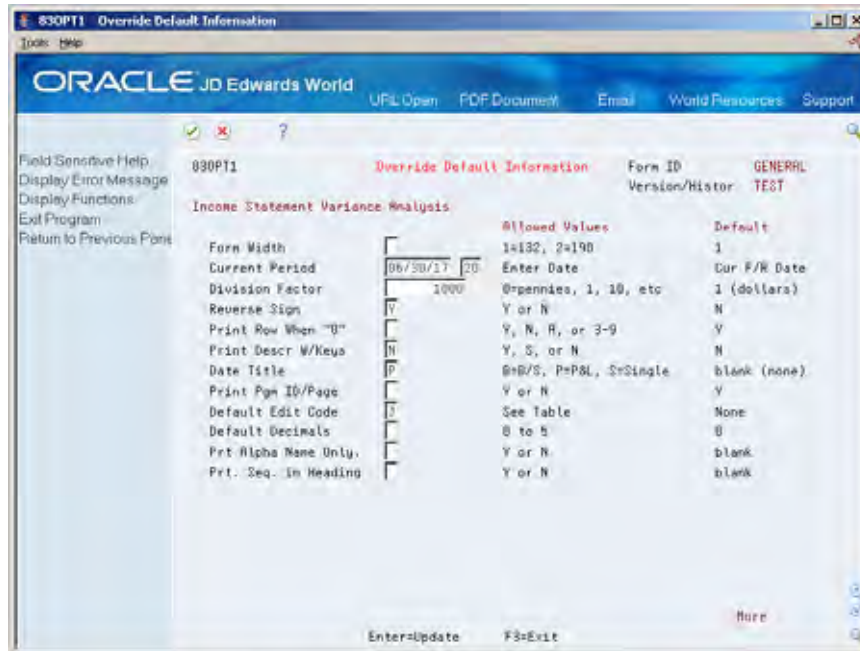 830PT1 Override Default Information
Tools Help
ORACLE JD Edwards World
URL Open PDF Document Email World Resources Support
?
Field Sensitive Help
Display Error Message
Display Functions
Exit Program
Return to Previous Pane
830PT1 Override Default Information Form ID GENERAL
Version/Histor TEST
Income Statement Variance Analysis
Allowed Values Default
Form Width 1=132, 2=198 1
Current Period 06/30/17 20 Enter Date Cur F/R Date
Division Factor 1000 0=pennies, 1, 10, etc 1 (dollars)
Reverse Sign Y Y or N N
Print Row When "0" Y, N, R, or 3-9 Y
Print Descr W/Keys N Y, S, or N N
Date Title P B=B/S, P=P&L, S=Single blank (none)
Print Pgm ID/Page Y or N Y
Default Edit Code J See Table None
Default Decimals 0 to 5 0
Prt Alpha Name Only. Y or N blank
Prt. Seq. in Heading Y or N blank
More
Enter=Update F3=Exit